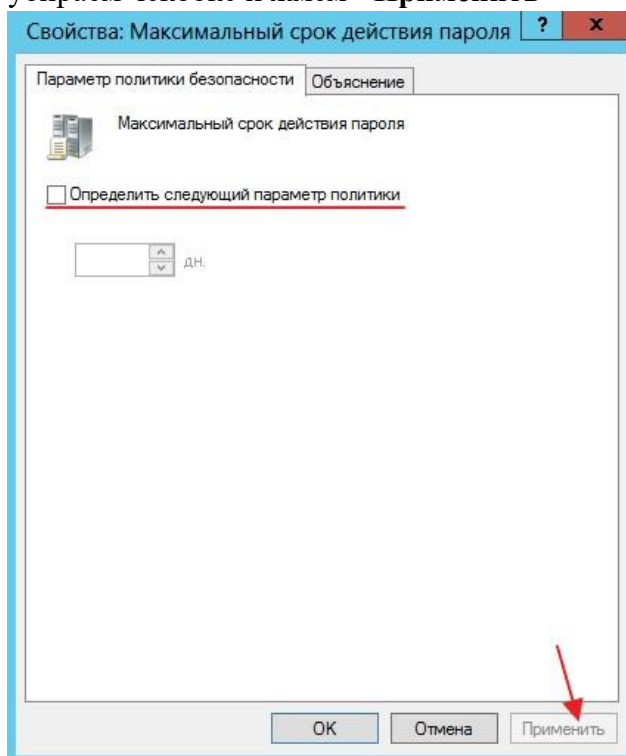 Свойства: Максимальный срок действия пароля ? x
Параметр политики безопасности Объяснение
Максимальный срок действия пароля
Определить следующий параметр политики
дн.
ОК Отмена Применить